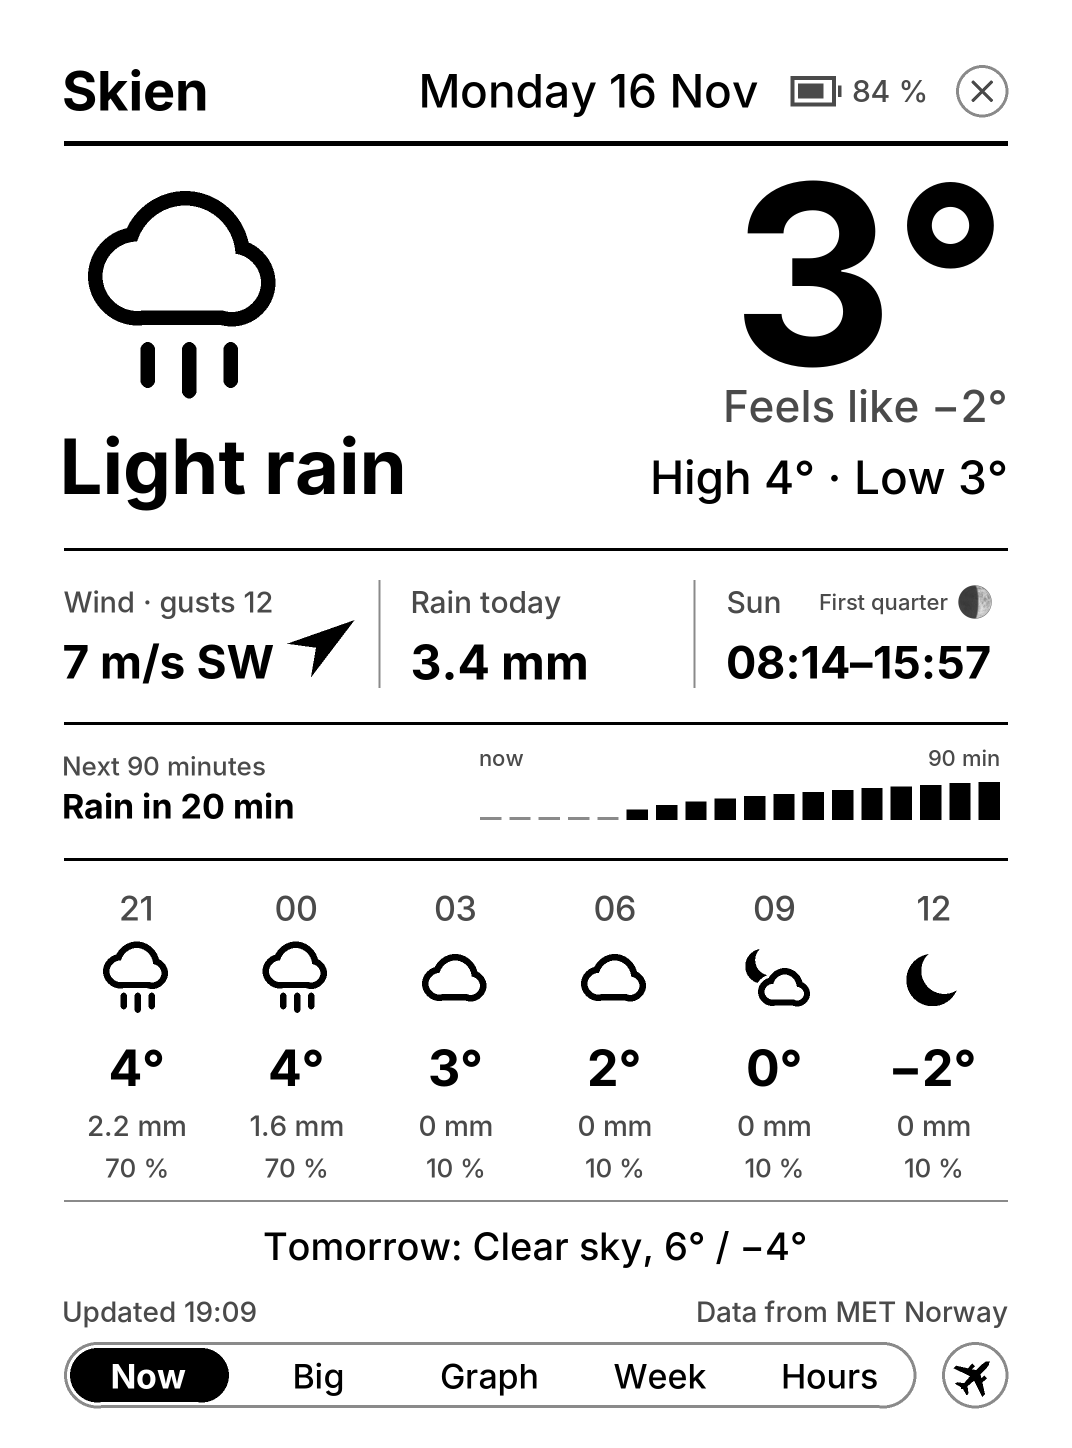 Skien Monday 16 Nov 84 %
3°
Feels like −2°
Light rain High 4° · Low 3°
Wind · gusts 12 Rain today Sun First quarter
7 m/s SW 3.4 mm 08:14–15:57
now 90 min
Next 90 minutes
Rain in 20 min
21 00 03 06 09 12
4° 4° 3° 2° 0° −2°
2.2 mm 1.6 mm 0 mm 0 mm 0 mm 0 mm
70 % 70 % 10 % 10 % 10 % 10 %
Tomorrow: Clear sky, 6° / −4°
Updated 19:09 Data from MET Norway
Now Big Graph Week Hours